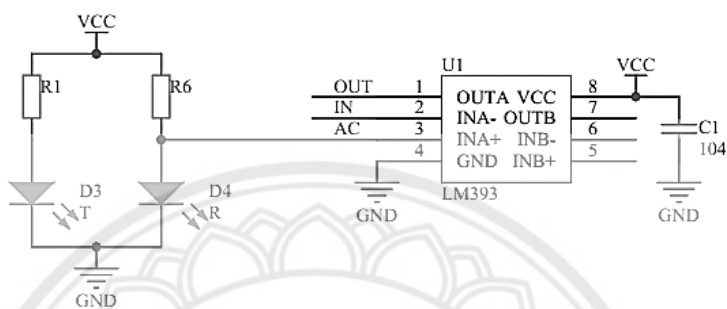 VCC
R1
R6
D3
T
D4
R
GND
OUT 1
IN 2
AC 3
4
U1
OUTA VCC
INA- OUTB
INA+ INB-
GND INB+
LM393
8
7
6
5
VCC
C1
104
GND
GND